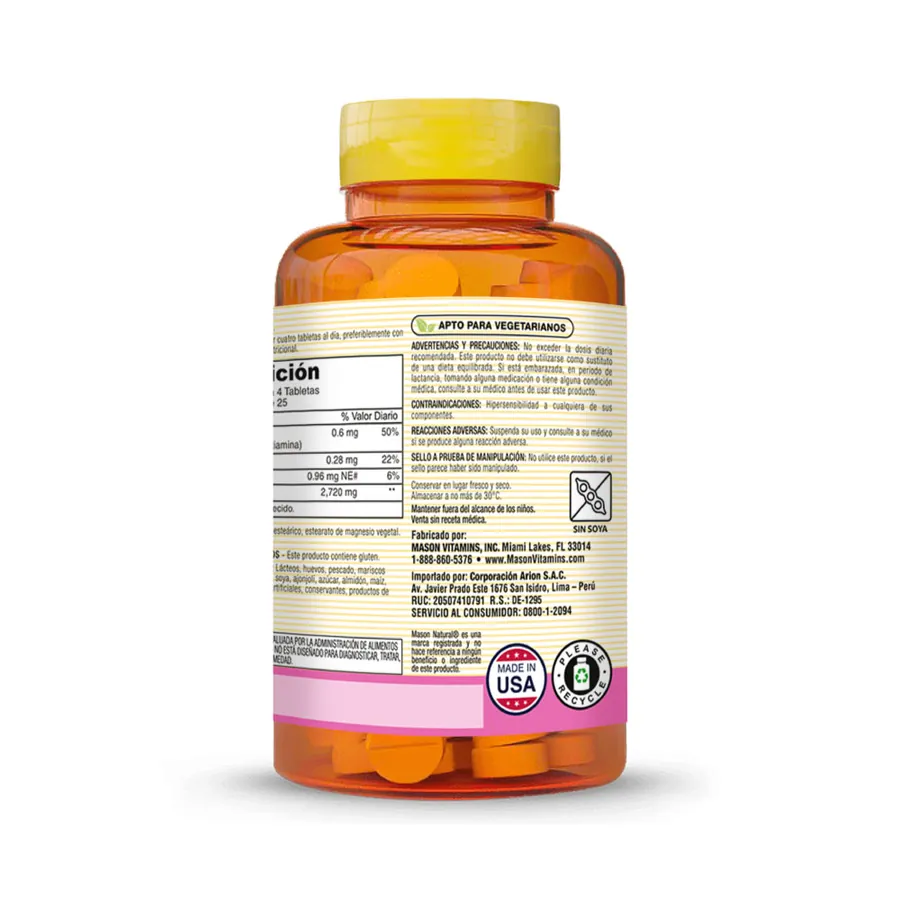 r cuatro tabletas al día, preferiblemente con
tricional.
ición
4 Tabletas
25
% Valor Diario
0.6 mg 50%
iamina)
0.28 mg 22%
0.96 mg NE# 6%
2,720 mg **
ecido.
oesteárico, estearato de magnesio vegetal.
OS - Este producto contiene gluten.
Lácteos, huevos, pescado, mariscos
soya, ajonjolí, azúcar, almidón, maíz,
artificiales, conservantes, productos de
ALUADA POR LA ADMINISTRACIÓN DE ALIMENTOS
NO ESTÁ DISEÑADO PARA DIAGNOSTICAR, TRATAR,
MEDAD.
APTO PARA VEGETARIANOS
ADVERTENCIAS Y PRECAUCIONES: No exceder la dosis diaria
recomendada. Este producto no debe utilizarse como sustituto
de una dieta equilibrada. Si está embarazada, en periodo de
lactancia, tomando alguna medicación o tiene alguna condición
médica, consulte a su médico antes de usar este producto.
CONTRAINDICACIONES: Hipersensibilidad a cualquiera de sus
componentes.
REACCIONES ADVERSAS: Suspenda su uso y consulte a su médico
si se produce alguna reacción adversa.
SELLO A PRUEBA DE MANIPULACIÓN: No utilice este producto, si el
sello parece haber sido manipulado.
Conservar en lugar fresco y seco.
Almacenar a no más de 30°C.
Mantener fuera del alcance de los niños.
Venta sin receta médica.
SIN SOYA
Fabricado por:
MASON VITAMINS, INC. Miami Lakes, FL 33014
1-888-860-5376 • www.MasonVitamins.com
Importado por: Corporación Arion S.A.C.
Av. Javier Prado Este 1676 San Isidro, Lima – Perú
RUC: 20507410791 R.S.: DE-1295
SERVICIO AL CONSUMIDOR: 0800-1-2094
Mason Natural® es una
marca registrada y no
hace referencia a ningún
beneficio o ingrediente
de este producto.
MADE IN
USA
PLEASE
RECYCLE